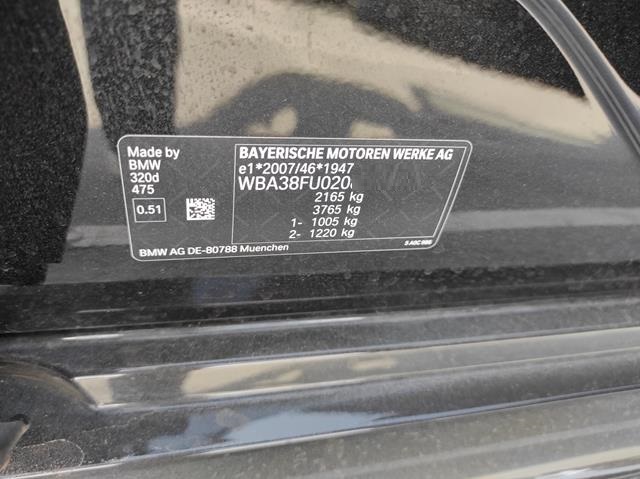 Made by
BMW
320d
475
0.51
BMW AG DE-80788 Muenchen
BAYERISCHE MOTOREN WERKE AG
e1*2007/46*1947
WBA38FU020
2165 kg
3765 kg
1- 1005 kg
2- 1220 kg